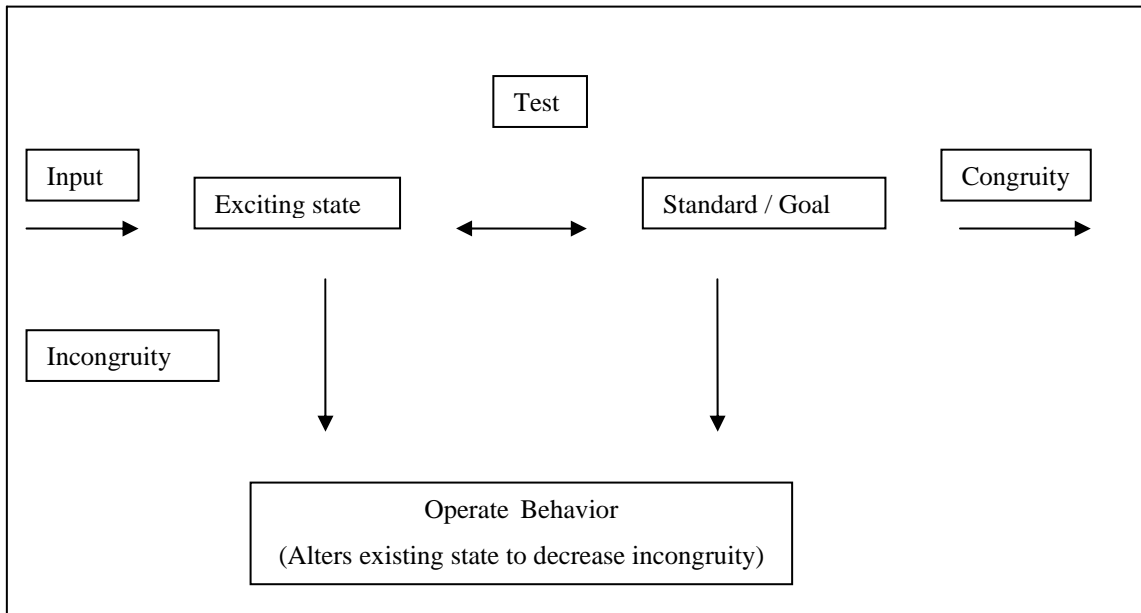 Test
Input
Congruity
Exciting state
Standard / Goal
Incongruity
Operate Behavior
(Alters existing state to decrease incongruity)